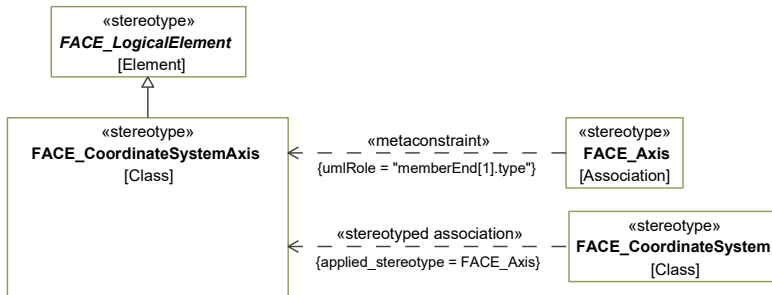 «stereotype»
FACE_LogicalElement
[Element]
«stereotype»
FACE_CoordinateSystemAxis
[Class]
«metaconstraint»
{umlRole = "memberEnd[1].type"}
«stereotype»
FACE_Axis
[Association]
«stereotyped association»
{applied_stereotype = FACE_Axis}
«stereotype»
FACE_CoordinateSystem
[Class]